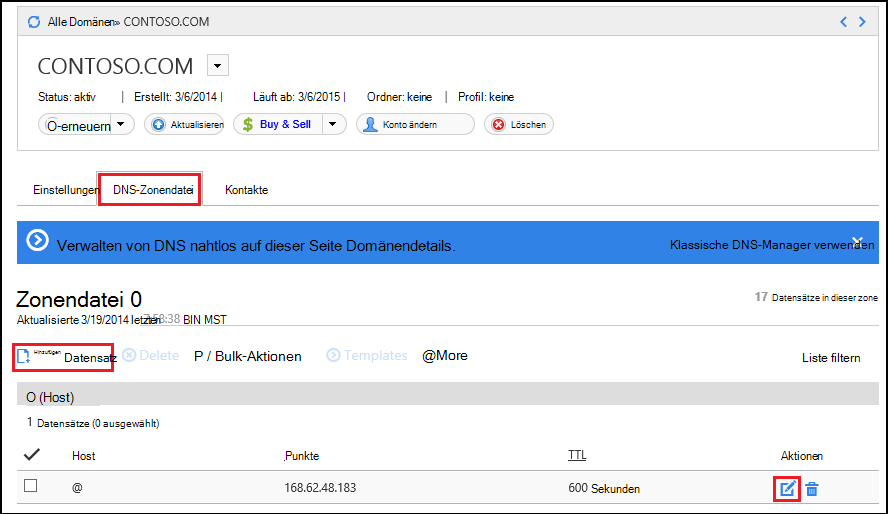 Alle Domänen» CONTOSO.COM
CONTOSO.COM
Status: aktiv | Erstellt: 3/6/2014 | Läuft ab: 3/6/2015 | Ordner: keine | Profil: keine
O-erneuern Aktualisieren Buy & Sell Konto ändern Löschen
Einstellungen DNS-Zonendatei Kontakte
Verwalten von DNS nahtlos auf dieser Seite Domänendetails. Klassische DNS-Manager verwenden
Zonendatei 0
17 Datensätze in dieser zone
Aktualisierte 3/19/2014 letzten :38 BIN MST
Hinzufügen Datensatz Delete P / Bulk-Aktionen Templates @More
Liste filtern
O (Host)
1 Datensätze (0 ausgewählt)
Host Punkte TTL Aktionen
@ 168.62.48.183 600 Sekunden